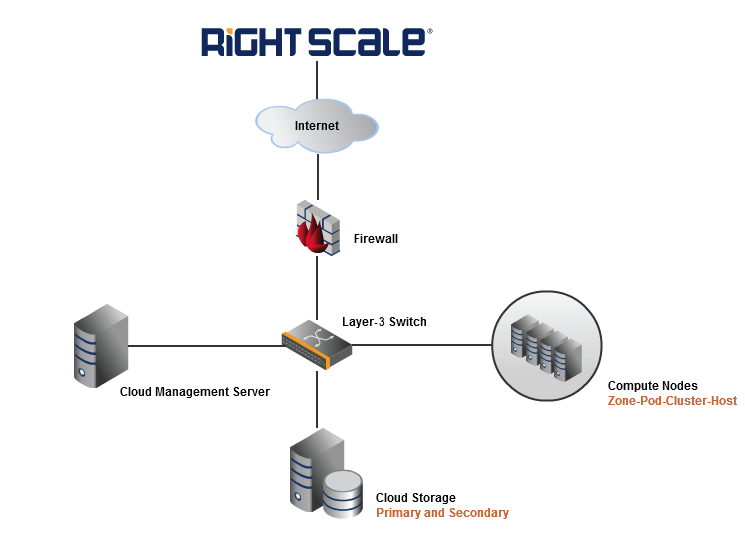 RiGHT SCaLe®
Internet
Firewall
Layer-3 Switch
Cloud Management Server
Compute Nodes
Zone-Pod-Cluster-Host
Cloud Storage
Primary and Secondary